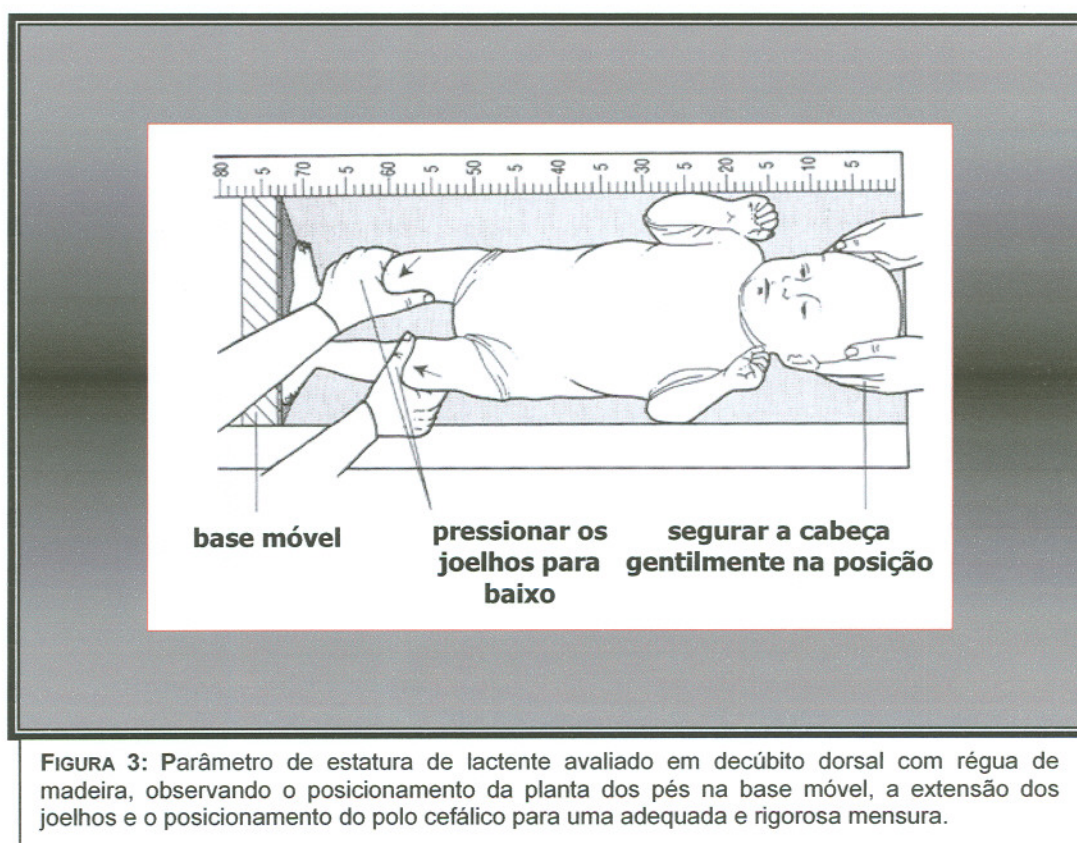 80 5 70 5 60 5 50 5 40 5 30 5 20 5 10 5
base móvel
pressionar os
joelhos para
baixo
segurar a cabeça
gentilmente na posição
FIGURA 3: Parâmetro de estatura de lactente avaliado em decúbito dorsal com régua de
madeira, observando o posicionamento da planta dos pés na base móvel, a extensão dos
joelhos e o posicionamento do polo cefálico para uma adequada e rigorosa mensura.